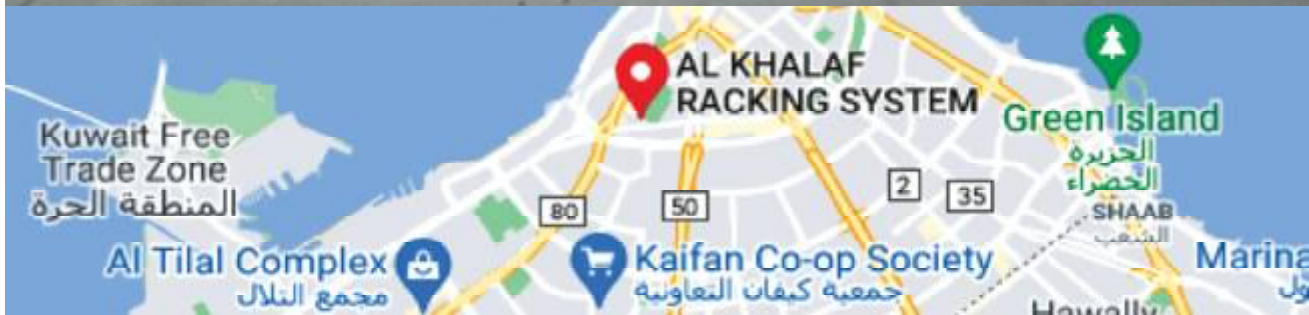 AL KHALAF
RACKING SYSTEM
Green Island
الجزيرة
الخضراء
Kuwait Free
Trade Zone
المنطقة الحرة
2
35
80
50
SHAAB
الشعب
Al Tilal Complex
مجمع التلال
Kaifan Co-op Society
جمعية كيفان التعاونية
Marina
Hawally